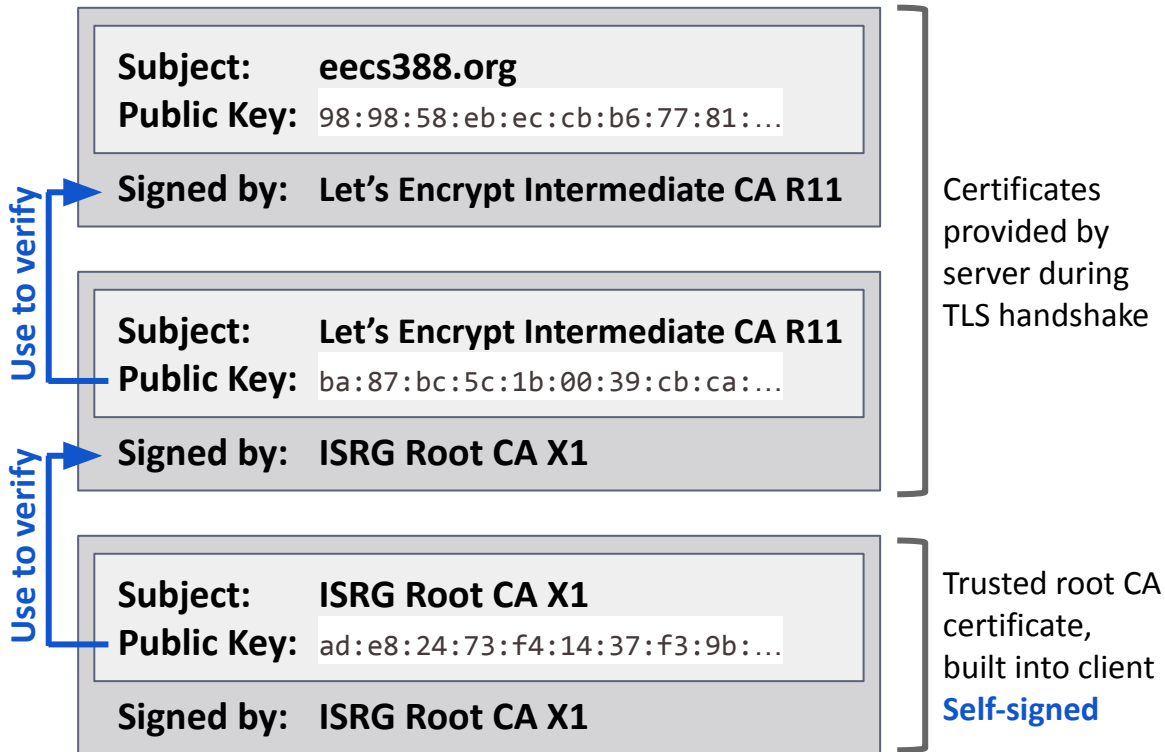 Subject: eecs388.org
Public Key: 98:98:58:eb:ec:cb:b6:77:81:…
Signed by: Let’s Encrypt Intermediate CA R11
Use to verify
Subject: Let’s Encrypt Intermediate CA R11
Public Key: ba:87:bc:5c:1b:00:39:cb:ca:…
Signed by: ISRG Root CA X1
Certificates
provided by
server during
TLS handshake
Use to verify
Subject: ISRG Root CA X1
Public Key: ad:e8:24:73:f4:14:37:f3:9b:…
Signed by: ISRG Root CA X1
Trusted root CA
certificate,
built into client
Self-signed